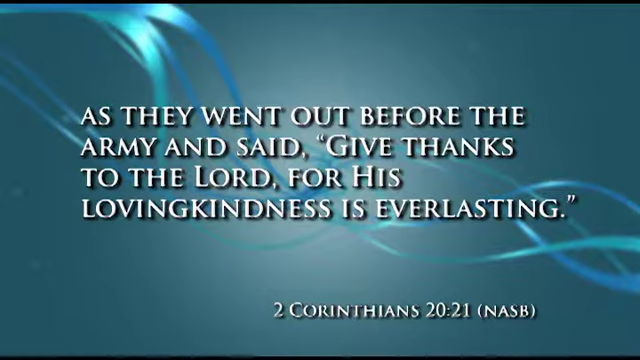 AS THEY WENT OUT BEFORE THE
ARMY AND SAID, “GIVE THANKS
TO THE LORD, FOR HIS
LOVINGKINDNESS IS EVERLASTING.”
2 CORINTHIANS 20:21 (NASB)